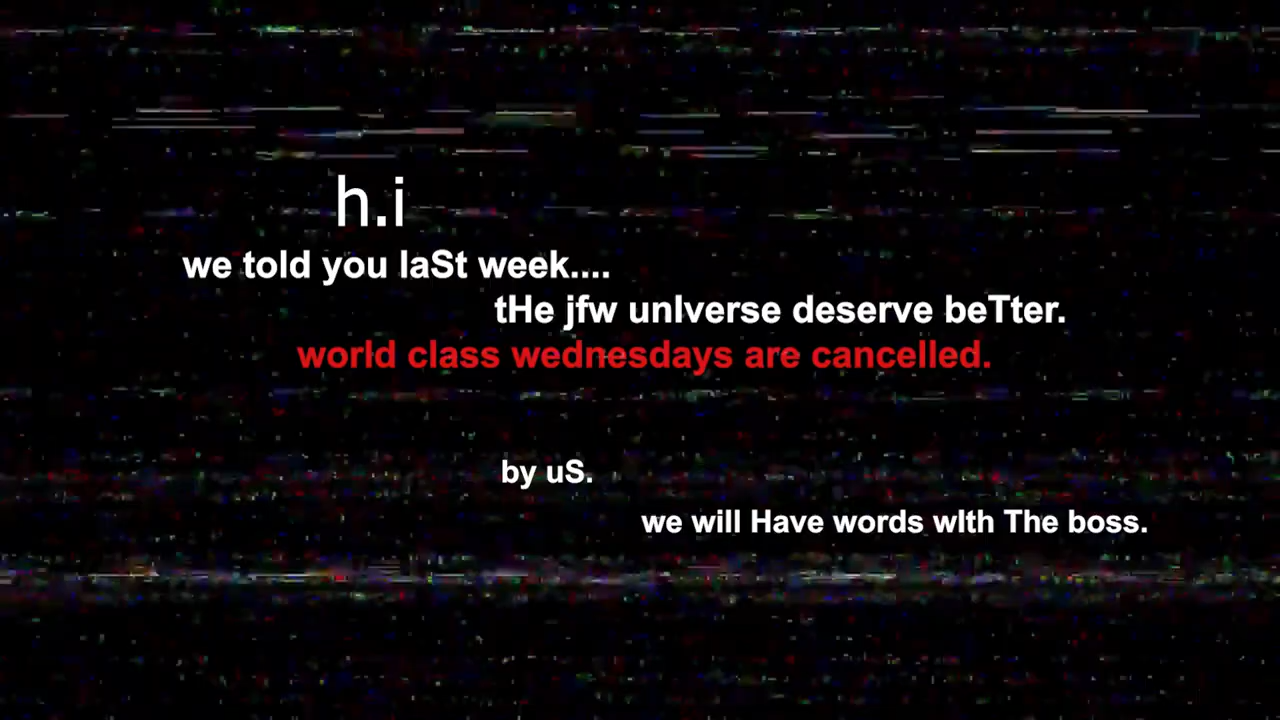 h.i
we told you laSt week....
tHe jfw unIverse deserve beTter.
world class wednesdays are cancelled.
by uS.
we will Have words wIth The boss.